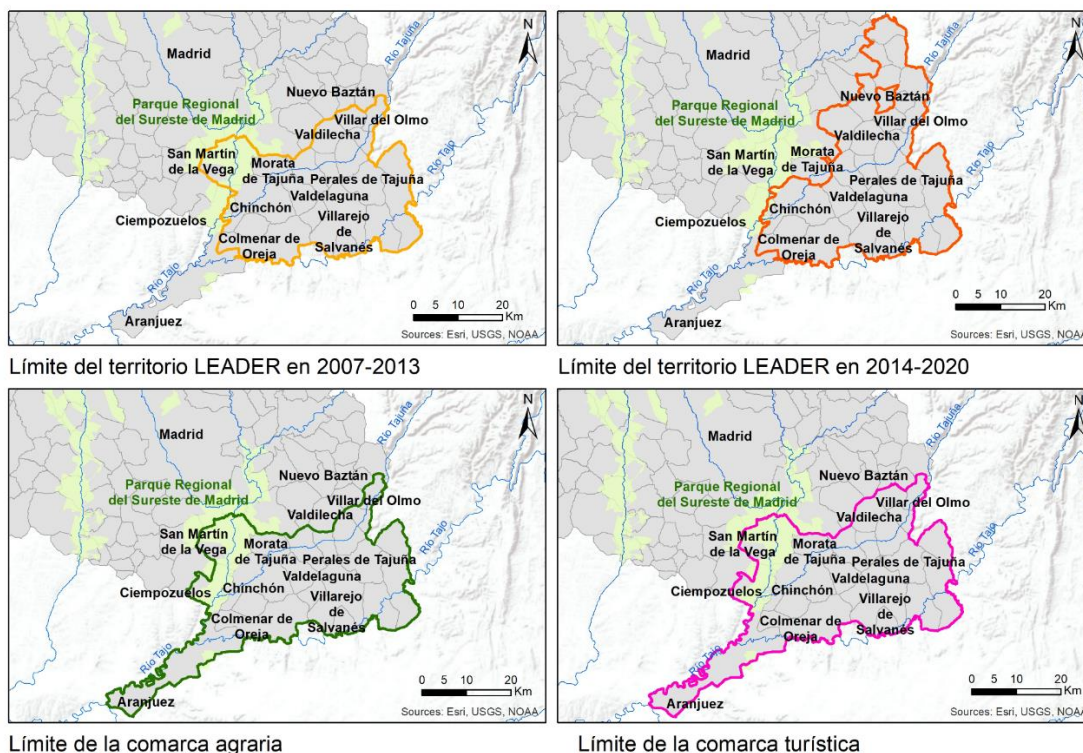 N
Río Tajuña
Madrid
Nuevo Baztán
Parque Regional
del Sureste de Madrid
Villar del Olmo
Valdilecha
Río Tajo
San Martín
de la Vega
Morata
de Tajuña
Perales de Tajuña
Valdelaguna
Chinchón
Ciempozuelos
Villarejo
de
Salvanés
Colmenar de
Oreja
Río Tajo
Aranjuez
0 5 10 20
Km
Sources: Esri, USGS, NOAA
Límite del territorio LEADER en 2007-2013
N
Río Tajuña
Madrid
Nuevo Baztán
Parque Regional
del Sureste de Madrid
Villar del Olmo
Valdilecha
Río Tajo
San Martín
de la Vega
Morata
de Tajuña
Perales de Tajuña
Valdelaguna
Chinchón
Ciempozuelos
Villarejo
de
Salvanés
Colmenar de
Oreja
Río Tajo
Aranjuez
0 5 10 20
Km
Sources: Esri, USGS, NOAA
Límite del territorio LEADER en 2014-2020
N
Río Tajuña
Madrid
Nuevo Baztán
Parque Regional
del Sureste de Madrid
Villar del Olmo
Valdilecha
Río Tajo
San Martín
de la Vega
Morata
de Tajuña
Perales de Tajuña
Valdelaguna
Chinchón
Ciempozuelos
Villarejo
de
Salvanés
Colmenar de
Oreja
Río Tajo
Aranjuez
0 5 10 20
Km
Sources: Esri, USGS, NOAA
Límite de la comarca agraria
N
Río Tajuña
Madrid
Nuevo Baztán
Parque Regional
del Sureste de Madrid
Villar del Olmo
Valdilecha
Río Tajo
San Martín
de la Vega
Morata
de Tajuña
Perales de Tajuña
Valdelaguna
Chinchón
Ciempozuelos
Villarejo
de
Salvanés
Colmenar de
Oreja
Río Tajo
Aranjuez
0 5 10 20
Km
Sources: Esri, USGS, NOAA
Límite de la comarca turística